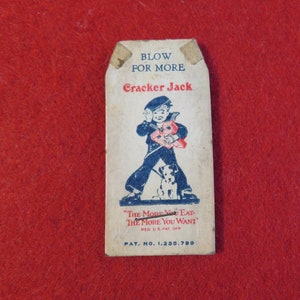 BLOW
FOR MORE
Cracker Jack
"THE MORE YOU EAT-
THE MORE YOU WANT"
REG U.S. PAT. OFF.
PAT. NO. 1,235,799